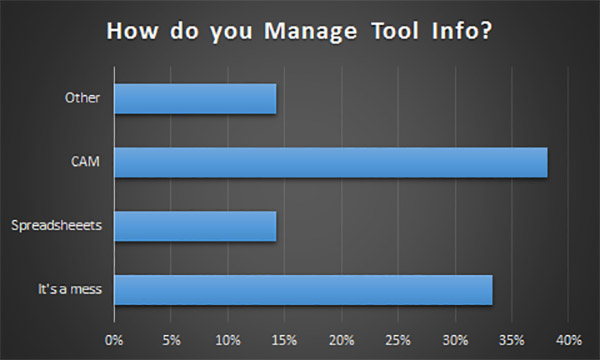 How do you Manage Tool Info?
Other
CAM
Spreadsheeets
It's a mess
0% 5% 10% 15% 20% 25% 30% 35% 40%